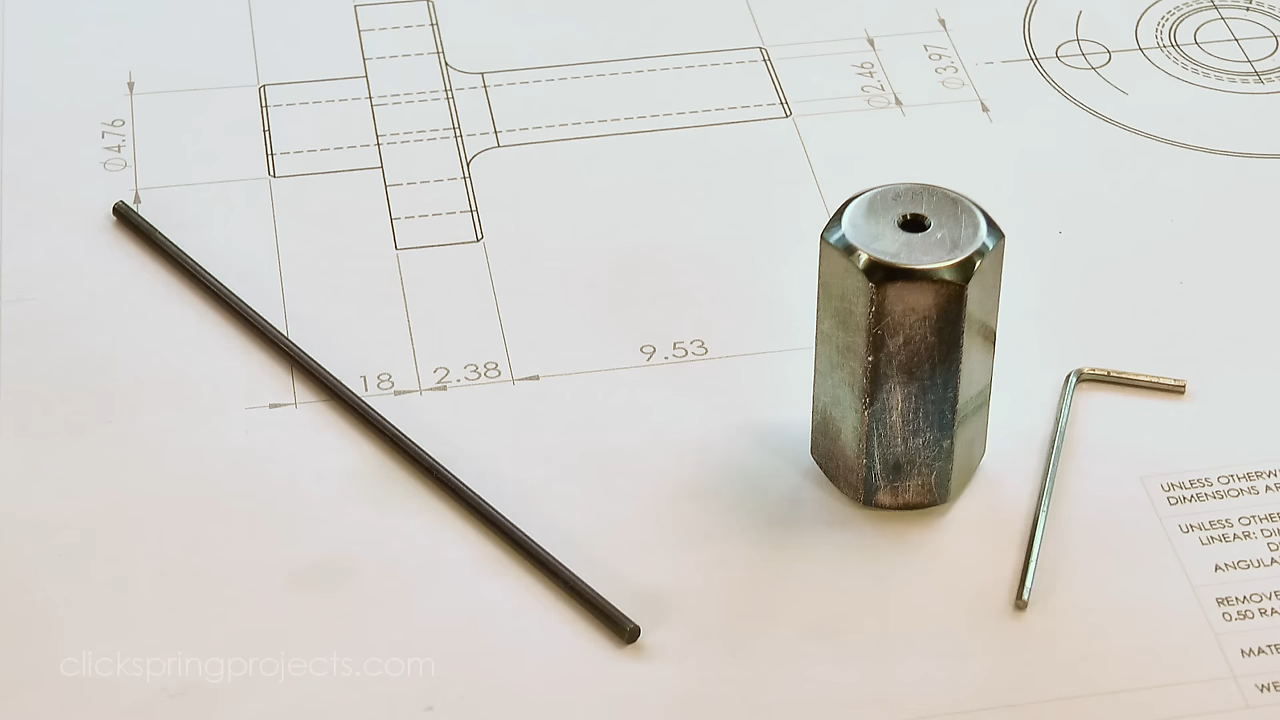 Ø4.76
Ø2.46
Ø3.97
18
2.38
9.53
UNLESS OTHERW
DIMENSIONS AR
UNLESS OTHE
LINEAR: DI
D
ANGULA
REMOVE
0.50 RA
MATE
WE
clickspringprojects.com